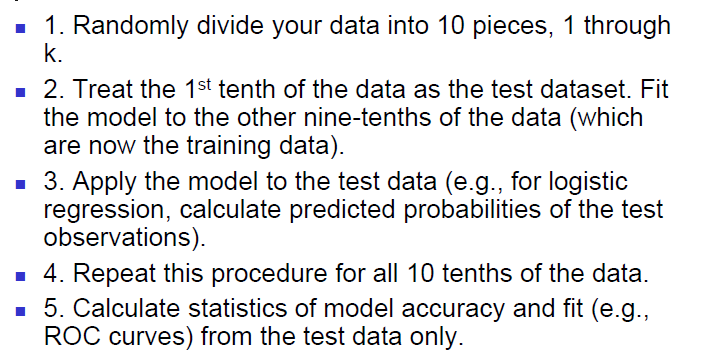 1. Randomly divide your data into 10 pieces, 1 through
k.
2. Treat the 1st tenth of the data as the test dataset. Fit
the model to the other nine-tenths of the data (which
are now the training data).
3. Apply the model to the test data (e.g., for logistic
regression, calculate predicted probabilities of the test
observations).
4. Repeat this procedure for all 10 tenths of the data.
5. Calculate statistics of model accuracy and fit (e.g.,
ROC curves) from the test data only.